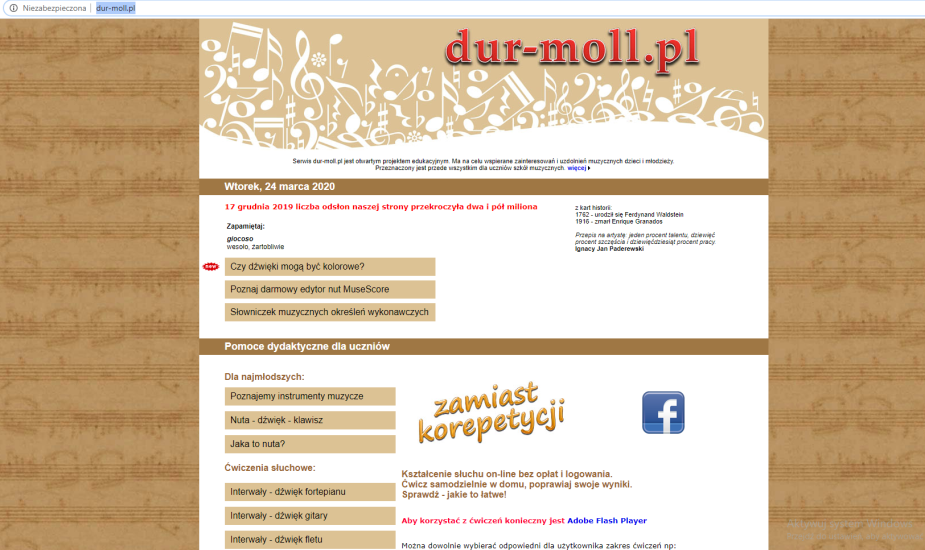 Niezabezpieczona | dur-moll.pl
dur-moll.pl
Serwis dur-moll.pl jest otwartym projektem edukacyjnym. Ma na celu wspieranie zainteresowań i uzdolnień muzycznych dzieci i młodzieży.
Przeznaczony jest przede wszystkim dla uczniów szkół muzycznych. więcej
Wtorek, 24 marca 2020
17 grudnia 2019 liczba odsłon naszej strony przekroczyła dwa i pół miliona
Zapamiętaj:
giocoso
wesoło, żartobliwie
z kart historii:
1762 - urodził się Ferdynand Waldstein
1916 - zmarł Enrique Granados
Przepis na artystę: jeden procent talentu, dziewięć
procent szczęścia i dziewięćdziesiąt procent pracy.
Ignacy Jan Paderewski
new
Czy dźwięki mogą być kolorowe?
Poznaj darmowy edytor nut MuseScore
Słowniczek muzycznych określeń wykonawczych
Pomoce dydaktyczne dla uczniów
Dla najmłodszych:
Poznajemy instrumenty muzycze
Nuta - dźwięk - klawisz
Jaka to nuta?
zamiast
korepetycji
f
Ćwiczenia słuchowe:
Interwały - dźwięk fortepianu
Interwały - dźwięk gitary
Interwały - dźwięk fletu
Kształcenie słuchu on-line bez opłat i logowania.
Ćwicz samodzielnie w domu, poprawiaj swoje wyniki.
Sprawdź - jakie to łatwe!
Aby korzystać z ćwiczeń konieczny jest Adobe Flash Player
Można dowolnie wybierać odpowiedni dla użytkownika zakres ćwiczeń np:
Aktywuj system Windows